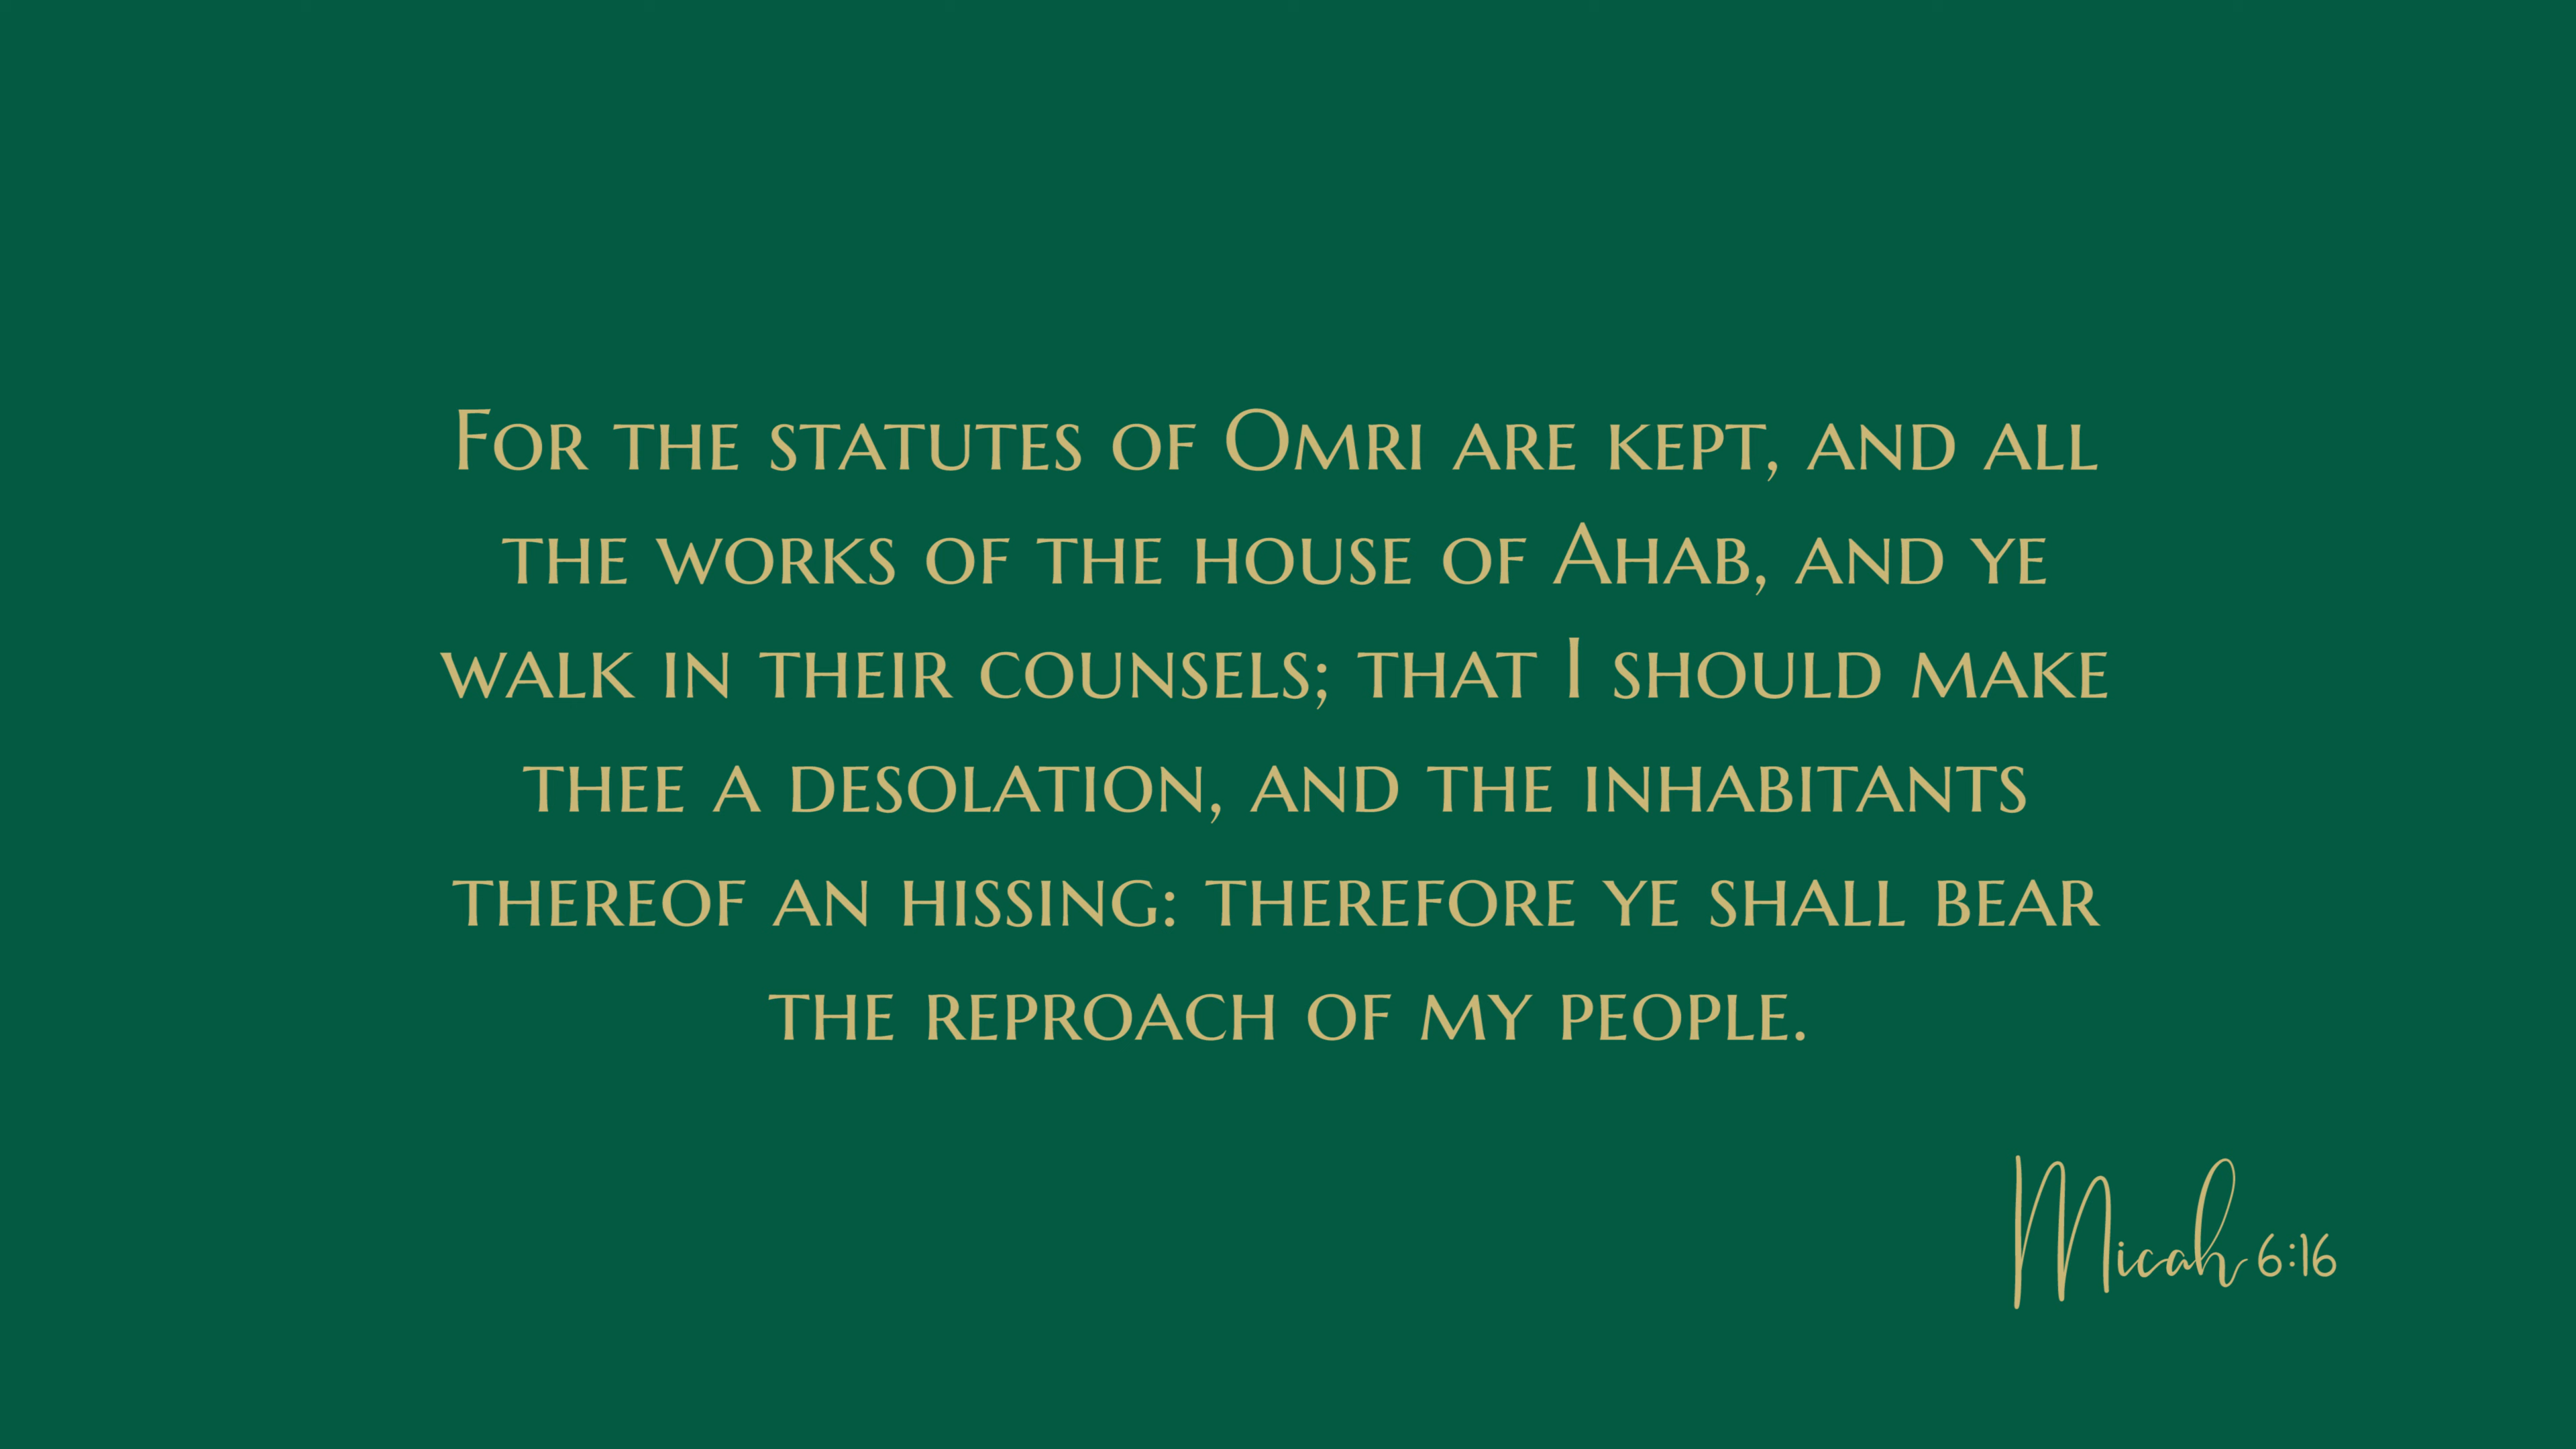 For the statutes of Omri are kept, and all
the works of the house of Ahab, and ye
walk in their counsels; that I should make
thee a desolation, and the inhabitants
thereof an hissing: therefore ye shall bear
the reproach of my people.
Micah 6:16